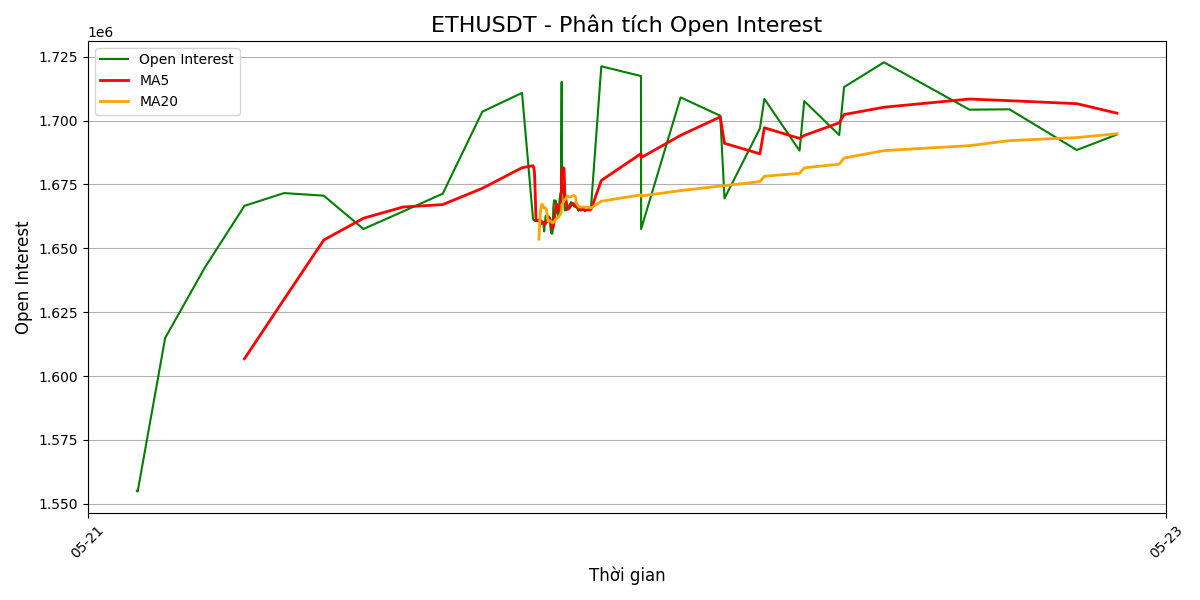 ETHUSDT - Phân tích Open Interest
1e6
Open Interest
MA5
MA20
1.725
1.700
1.675
1.650
1.625
1.600
1.575
1.550
Open Interest
05-21
05-23
Thời gian